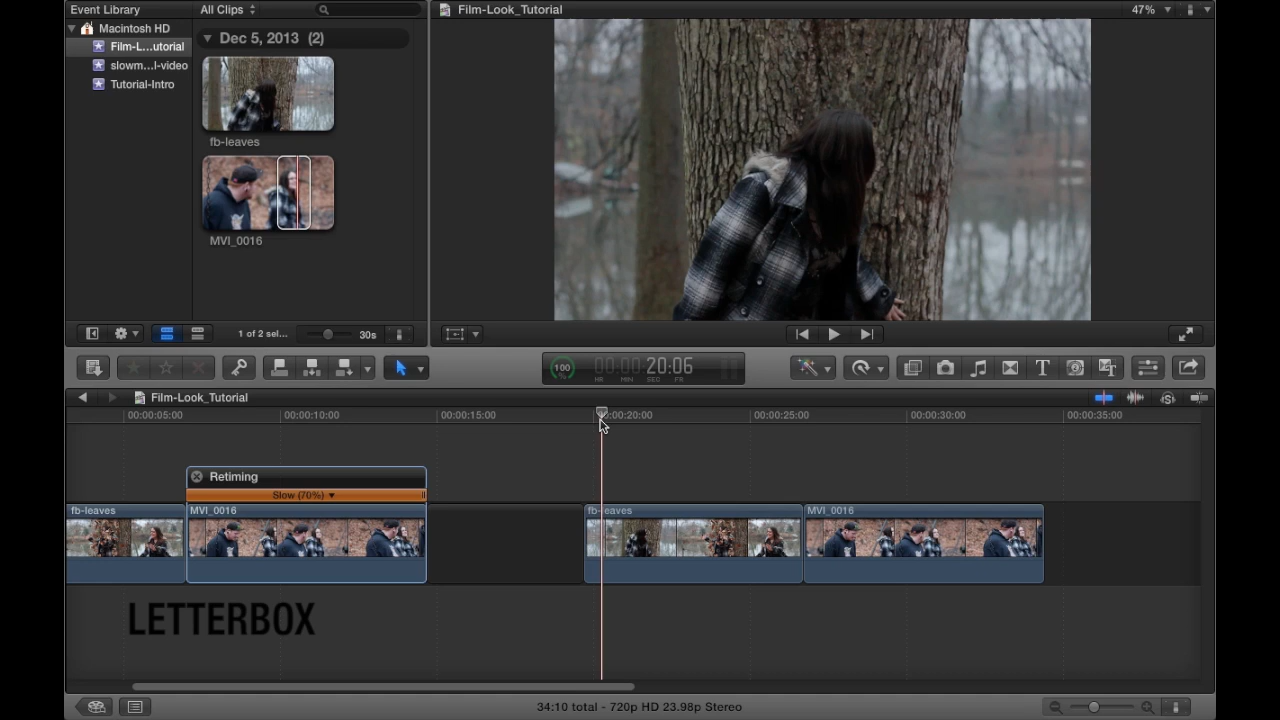 Event Library
All Clips
Film-Look_Tutorial
47%
Macintosh HD
Film-L...utorial
slowm...l-video
Tutorial-Intro
Dec 5, 2013 (2)
fb-leaves
MVI_0016
1 of 2 sel...
30s
100
00:00:20:06
HR MIN SEC FR
Film-Look_Tutorial
00:00:05:00
00:00:10:00
00:00:15:00
00:00:20:00
00:00:25:00
00:00:30:00
00:00:35:00
Retiming
Slow (70%)
fb-leaves
MVI_0016
fb-leaves
MVI_0016
LETTERBOX
34:10 total - 720p HD 23.98p Stereo